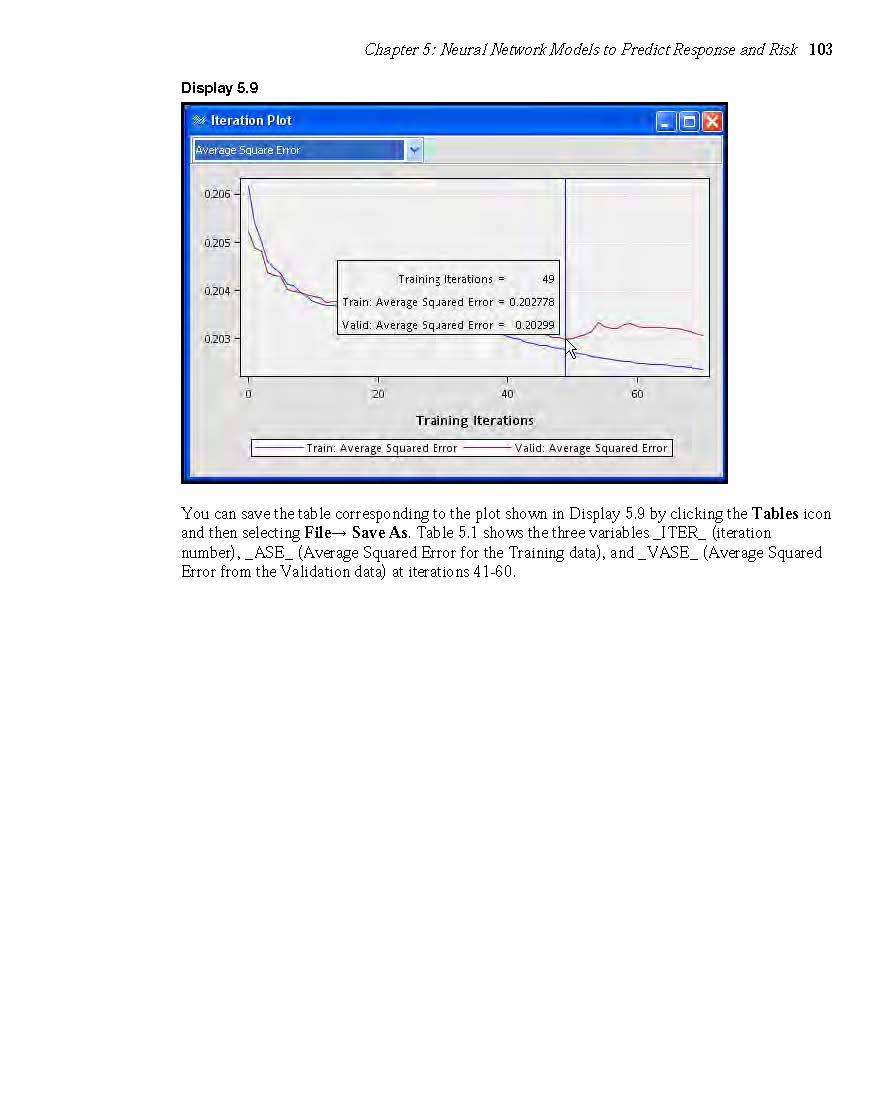 Chapter 5: Neural Network Models to Predict Response and Risk 103
Display 5.9
Iteration Plot
Average Square Error
0.206
0.205
0.204
0.203
Training Iterations = 49
Train: Average Squared Error = 0.202778
Valid: Average Squared Error = 0.20299
0 20 40 60
Training Iterations
Train: Average Squared Error Valid: Average Squared Error
You can save the table corresponding to the plot shown in Display 5.9 by clicking the Tables icon
and then selecting File→ Save As. Table 5.1 shows the three variables _ITER_ (iteration
number), _ASE_ (Average Squared Error for the Training data), and _VASE_ (Average Squared
Error from the Validation data) at iterations 41-60.